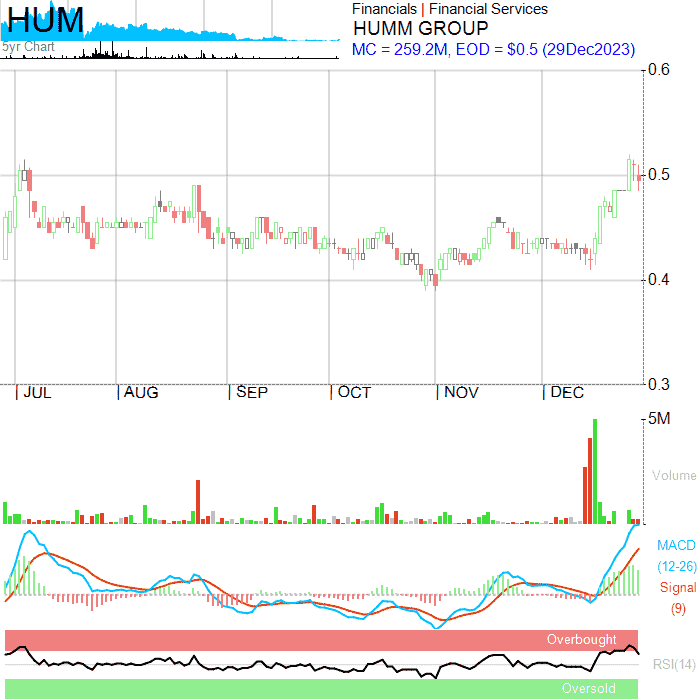 HUM
5yr Chart
Financials | Financial Services
HUMM GROUP
MC = 259.2M, EOD = $0.5 (29Dec2023)
0.6
0.5
0.4
0.3
JUL
AUG
SEP
OCT
NOV
DEC
5M
Volume
MACD
(12-26)
Signal
(9)
Overbought
RSI(14)
Oversold